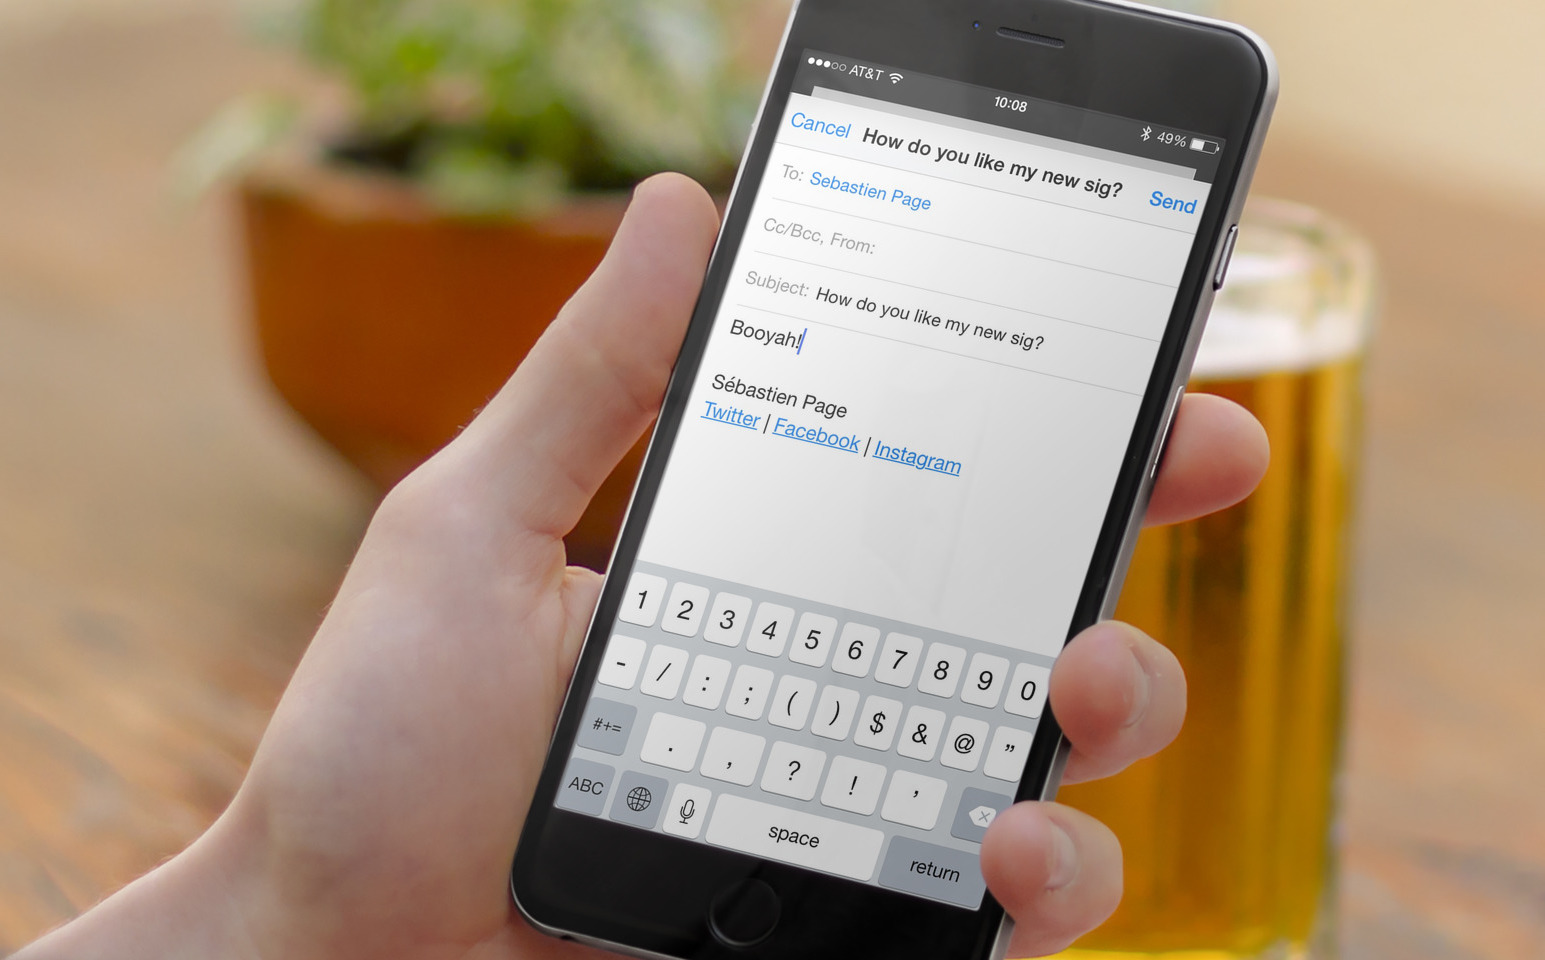 AT&T
10:08
49%
Cancel How do you like my new sig? Send
To: Sebastien Page
Cc/Bcc, From:
Subject: How do you like my new sig?
Booyah!
Sébastien Page
Twitter | Facebook | Instagram
1 2 3 4 5 6 7 8 9 0
- / : ; ( ) $ & @ "
#+= . , ? ! '
ABC space return